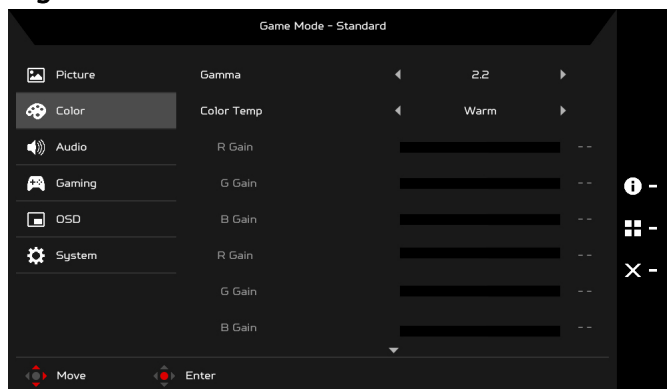 Game Mode - Standard
Picture Gamma 2.2
Color Color Temp Warm
Audio R Gain - -
Gaming G Gain - -
OSD B Gain - -
System R Gain - -
G Gain - -
B Gain - -
Move Enter